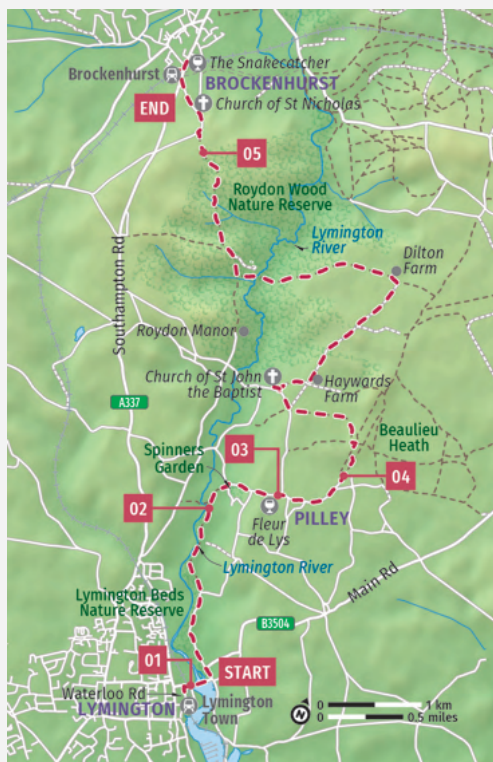 The Snakecatcher
Brockenhurst
BROCKENHURST
END
Church of St Nicholas
05
Roydon Wood
Nature Reserve
Lymington
River
Dilton
Farm
Southampton Rd
Roydon Manor
Church of St John
the Baptist
Haywards
Farm
A337
Beaulieu
Heath
03
Spinners
Garden
04
02
PILLEY
Fleur
de Lys
Lymington River
Main Rd
Lymington Beds
Nature Reserve
B3504
01
START
Waterloo Rd
LYMINGTON
Lymington
Town
N
0 1 km
0 0.5 miles